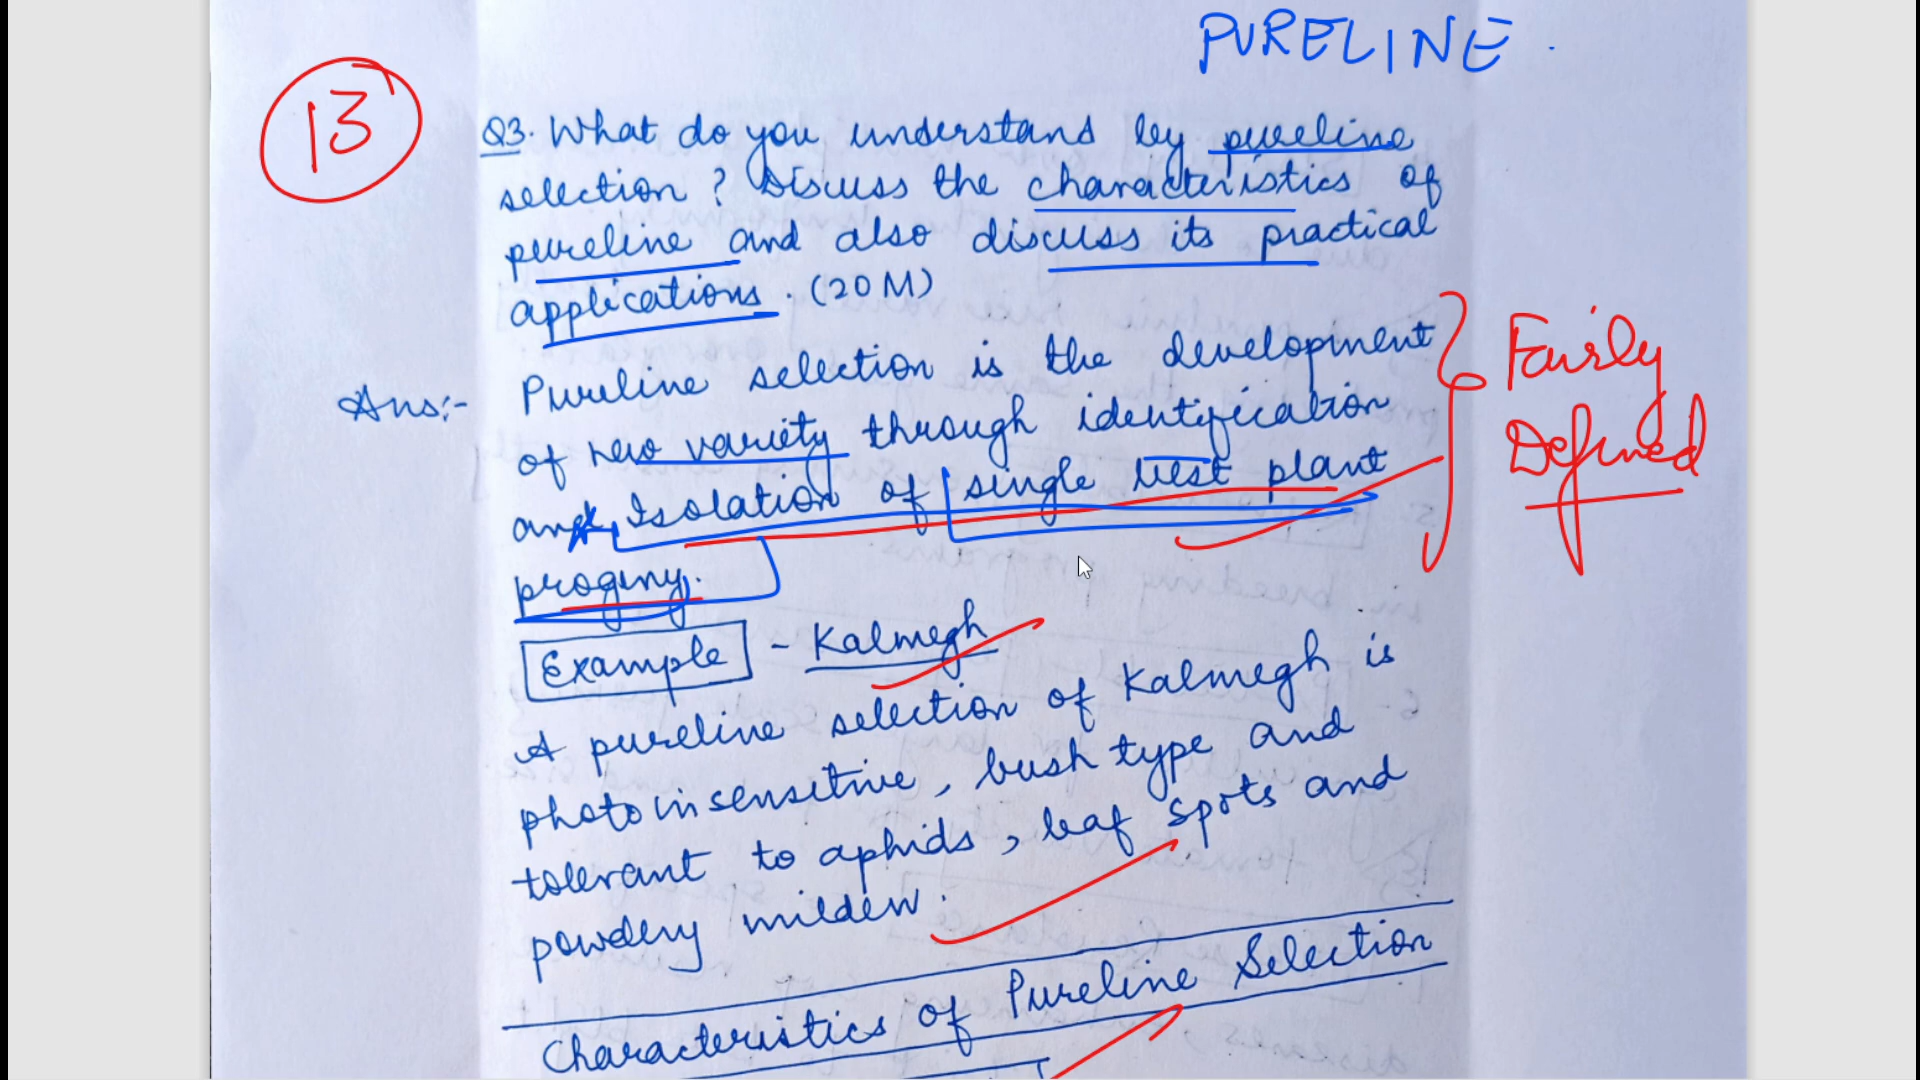 PURELINE.
13
Q3. What do you understand by pureline
selection? Discuss the characteristics of
pureline and also discuss its practical
applications. (20M)
Ans:- Pureline selection is the development
of new variety through identification
and Isolation of single best plant
progeny.
Fairly
Defined
Example - Kalmegh
A pureline selection of Kalmegh is
photoinsensitive, bush type and
tolerant to aphids, leaf spots and
powdery mildew.
Characteristics of Pureline Selection